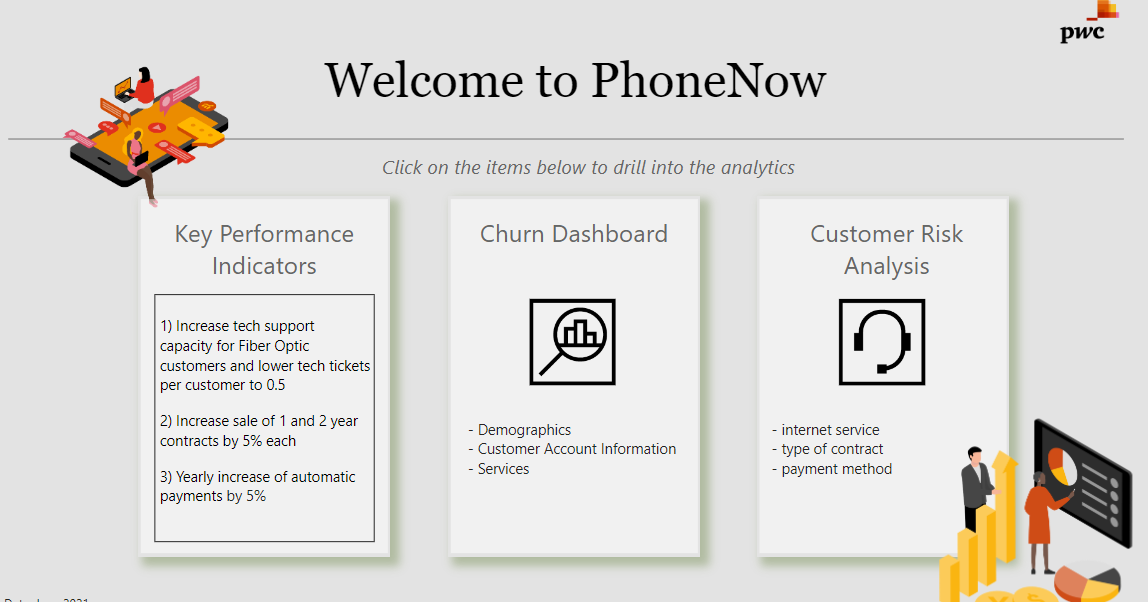 pwc
Welcome to PhoneNow
Click on the items below to drill into the analytics
Key Performance
Indicators
1) Increase tech support
capacity for Fiber Optic
customers and lower tech tickets
per customer to 0.5
2) Increase sale of 1 and 2 year
contracts by 5% each
3) Yearly increase of automatic
payments by 5%
Churn Dashboard
- Demographics
- Customer Account Information
- Services
Customer Risk
Analysis
- internet service
- type of contract
- payment method